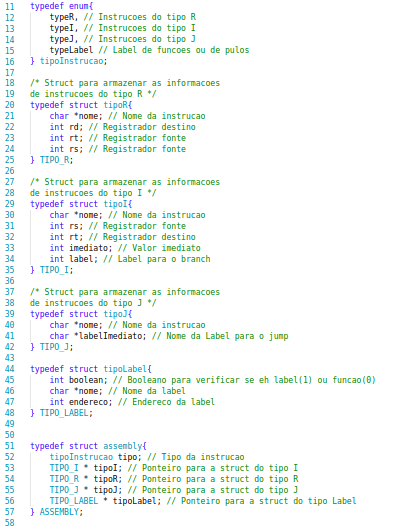 11 typedef enum{
12     typeR, // Instrucoes do tipo R
13     typeI, // Instrucoes do tipo I
14     typeJ, // Instrucoes do tipo J
15     typeLabel // Label de funcoes ou de pulos
16 } tipoInstrucao;
17
18 /* Struct para armazenar as informacoes
19 de instrucoes do tipo R */
20 typedef struct tipoR{
21     char *nome; // Nome da instrucao
22     int rd; // Registrador destino
23     int rt; // Registrador fonte
24     int rs; // Registrador fonte
25 } TIPO_R;
26
27 /* Struct para armazenar as informacoes
28 de instrucoes do tipo I */
29 typedef struct tipoI{
30     char *nome; // Nome da instrucao
31     int rs; // Registrador fonte
32     int rt; // Registrador destino
33     int imediato; // Valor imediato
34     int label; // Label para o branch
35 } TIPO_I;
36
37 /* Struct para armazenar as informacoes
38 de instrucoes do tipo J */
39 typedef struct tipoJ{
40     char *nome; // Nome da instrucao
41     char *labelImediato; // Nome da Label para o jump
42 } TIPO_J;
43
44 typedef struct tipoLabel{
45     int boolean; // Booleano para verificar se eh label(1) ou funcao(0)
46     char *nome; // Nome da label
47     int endereco; // Endereco da label
48 } TIPO_LABEL;
49
50
51 typedef struct assembly{
52     tipoInstrucao tipo; // Tipo da instrucao
53     TIPO_I * tipoI; // Ponteiro para a struct do tipo I
54     TIPO_R * tipoR; // Ponteiro para a struct do tipo R
55     TIPO_J * tipoJ; // Ponteiro para a struct do tipo J
56     TIPO_LABEL * tipoLabel; // Ponteiro para a struct do tipo Label
57 } ASSEMBLY;
58